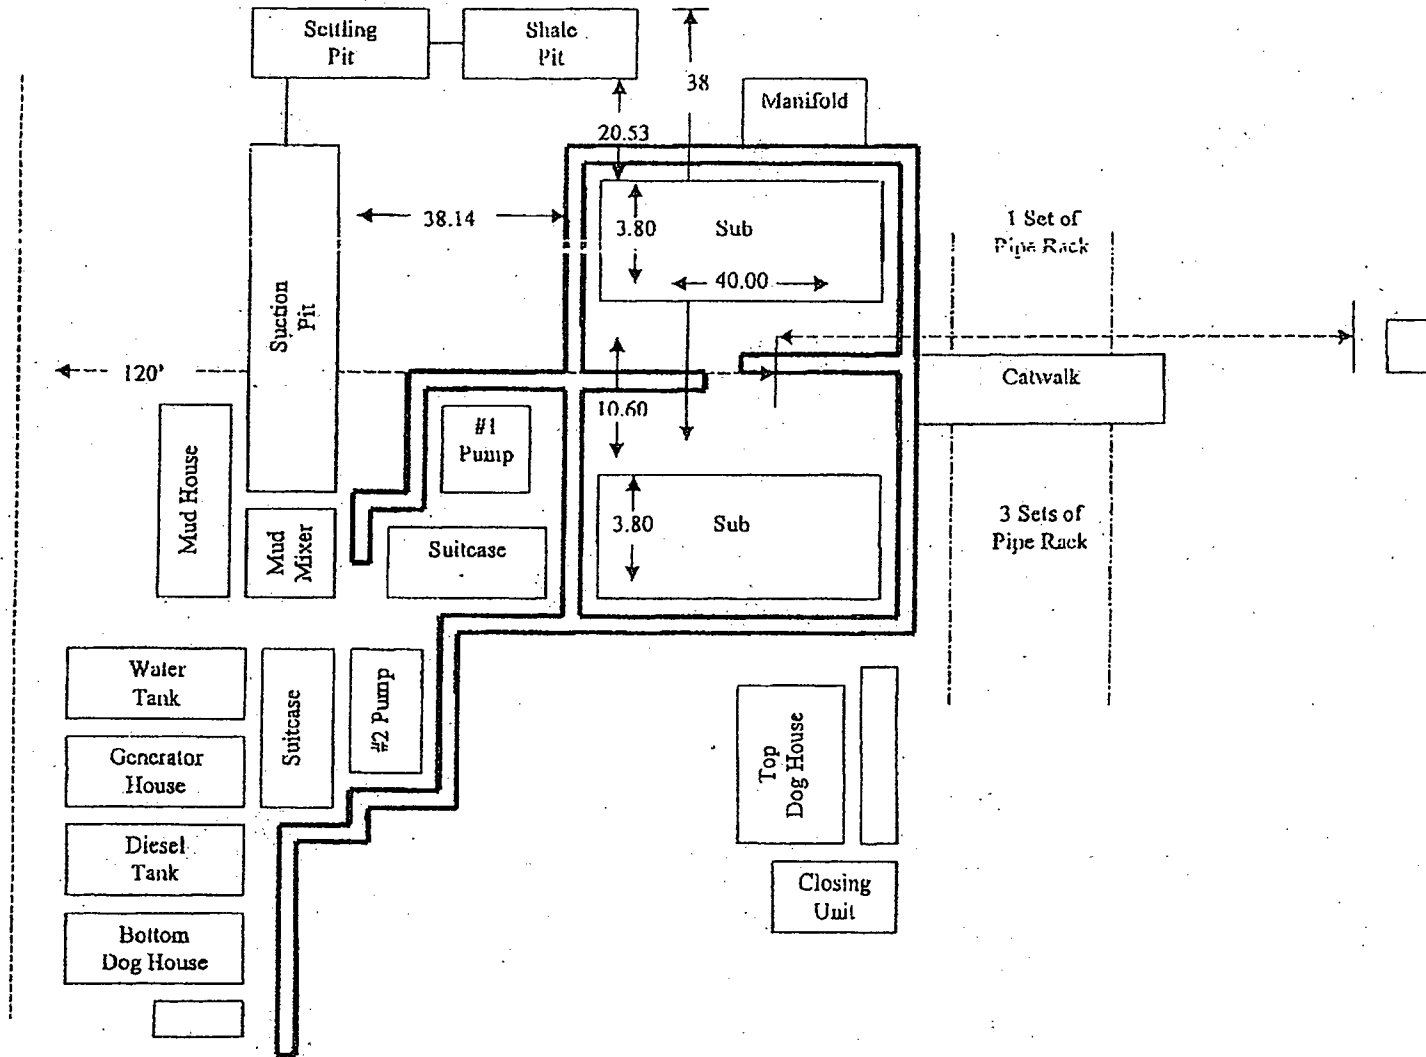 Settling
Pit
Shale
Pit
38
Manifold
20.53
38.14
3.80
Sub
40.00
1 Set of
Pipe Rack
Suction
Pit
120'
Catwalk
10.60
#1
Pump
Mud House
Mud
Mixer
Suitcase
3.80
Sub
3 Sets of
Pipe Rack
Water
Tank
Suitcase
#2 Pump
Generator
House
Top
Dog House
Diesel
Tank
Closing
Unit
Bottom
Dog House